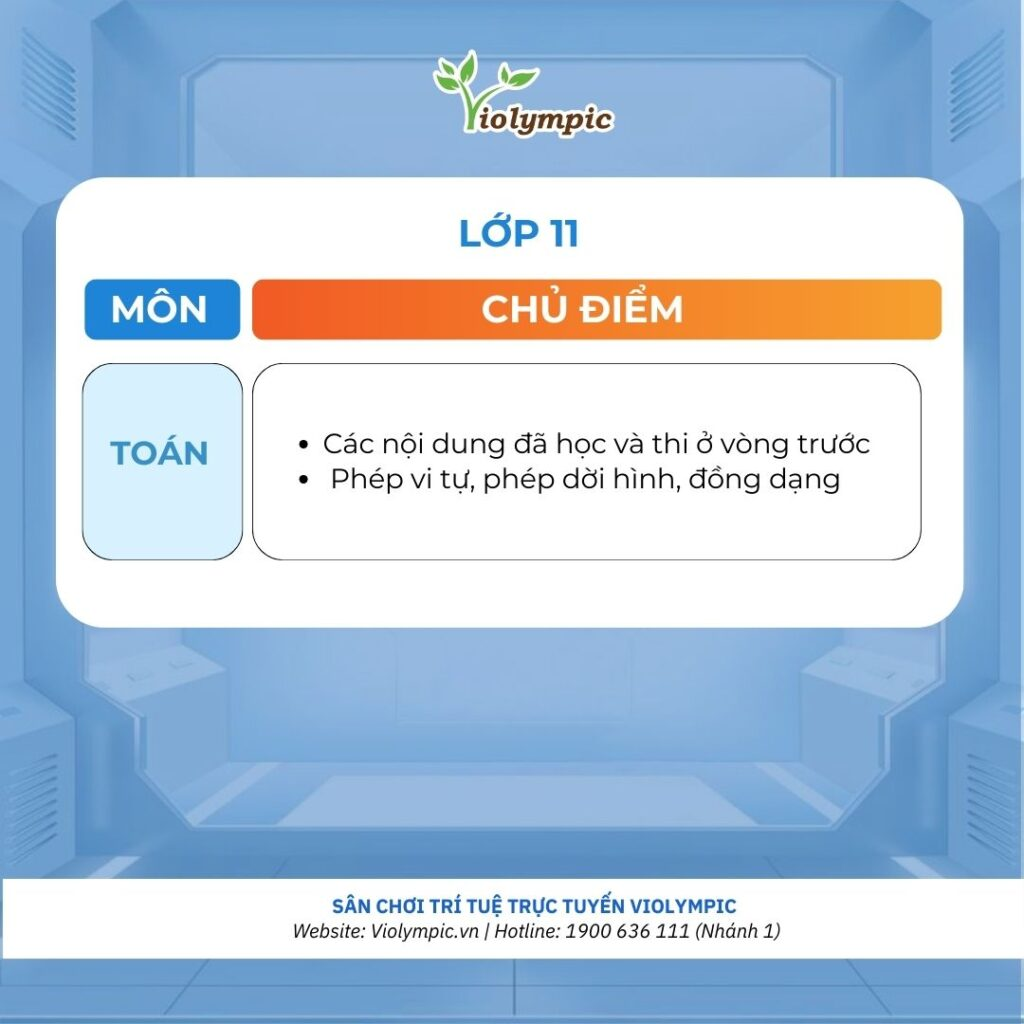 Violympic
LỚP 11
MÔN
CHỦ ĐIỂM
TOÁN
• Các nội dung đã học và thi ở vòng trước
• Phép vi tự, phép dời hình, đồng dạng
SÂN CHƠI TRÍ TUỆ TRỰC TUYẾN VIOLYMPIC
Website: Violympic.vn | Hotline: 1900 636 111 (Nhánh 1)